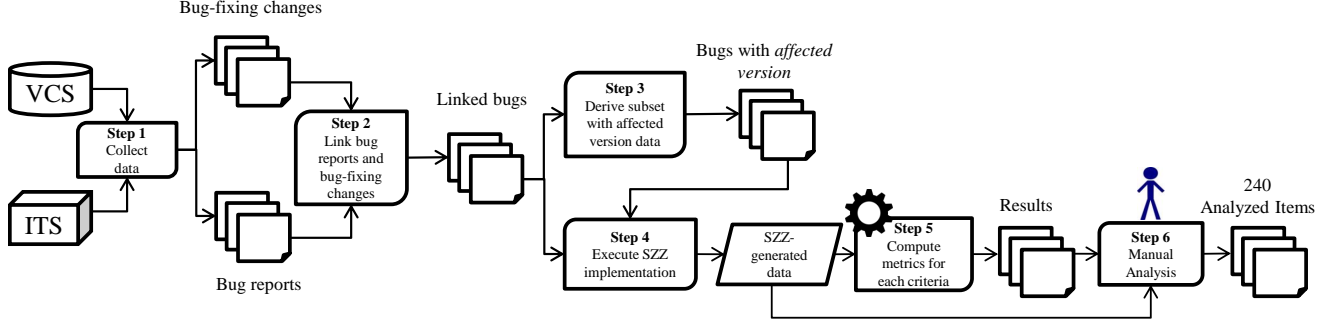 Bug-fixing changes
VCS
ITS
Step 1
Collect
data
Bug reports
Step 2
Link bug
reports and
bug-fixing
changes
Linked bugs
Step 3
Derive subset
with affected
version data
Bugs with affected
version
Step 4
Execute SZZ
implementation
SZZ-
generated
data
Step 5
Compute
metrics for
each criteria
Results
Step 6
Manual
Analysis
240
Analyzed Items